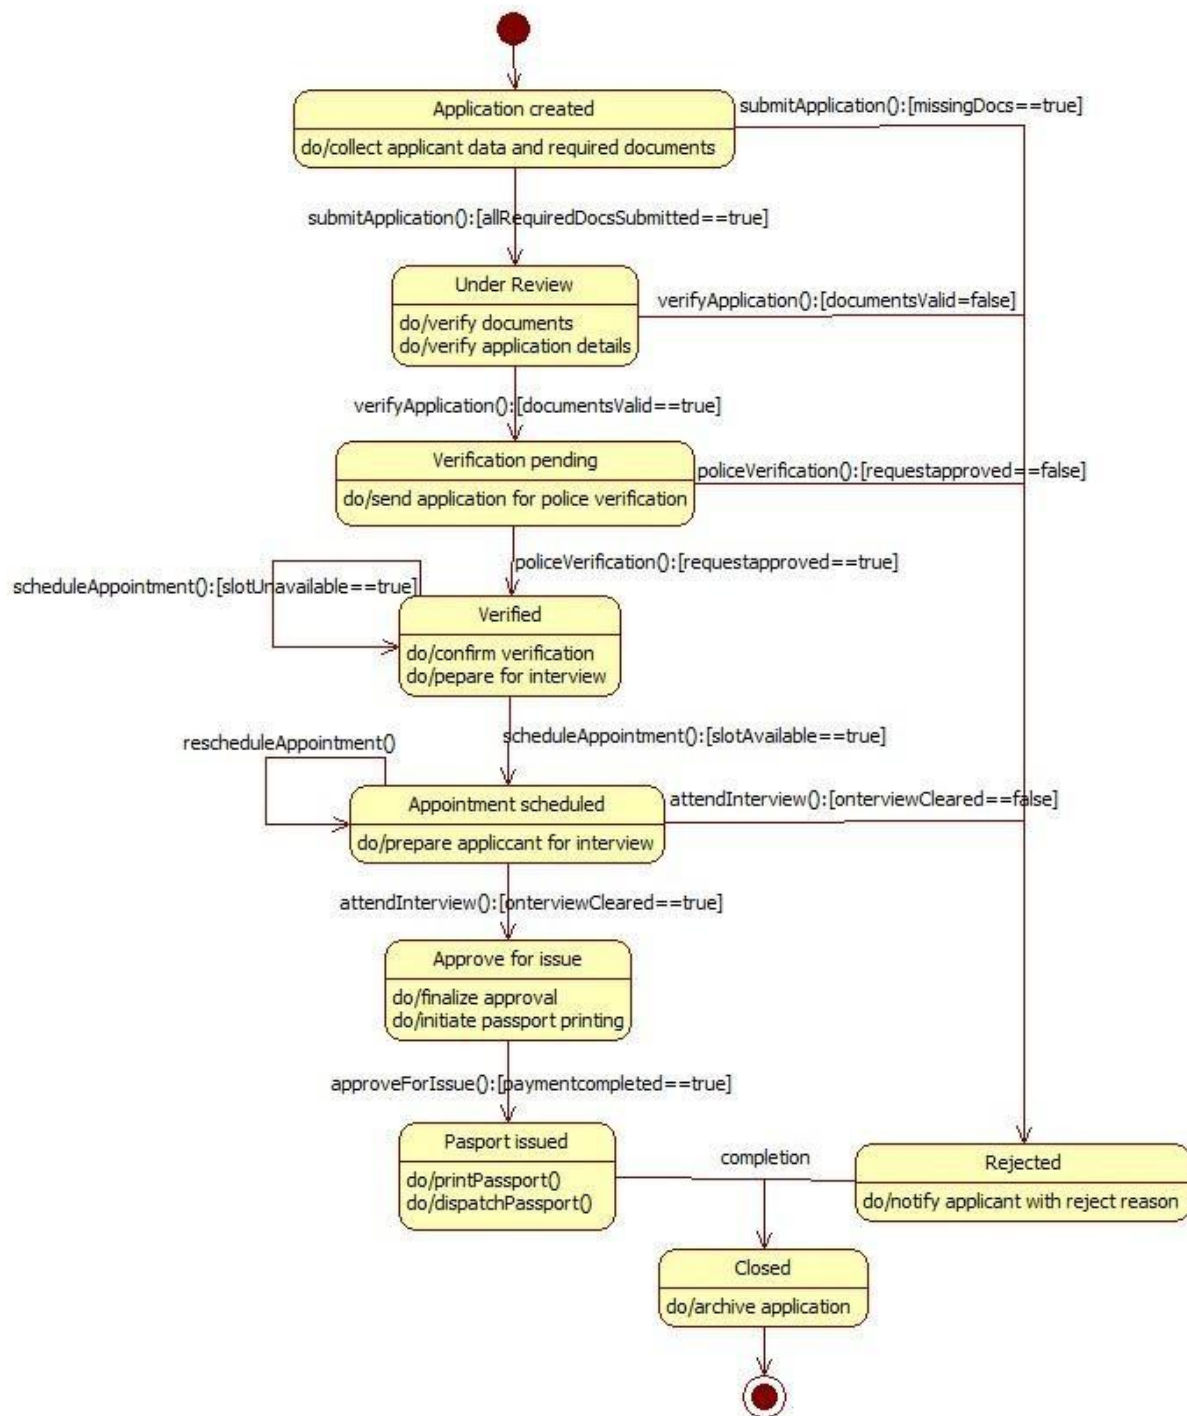 Application created
submitApplication():[missingDocs==true]
do/collect applicant data and required documents
submitApplication():[allRequiredDocsSubmitted==true]
Under Review
verifyApplication():[documentsValid=false]
do/verify documents
do/verify application details
verifyApplication():[documentsValid==true]
Verification pending
policeVerification():[requestapproved==false]
do/send application for police verification
policeVerification():[requestapproved==true]
scheduleAppointment():[slotUnavailable==true]
Verified
do/confirm verification
do/pepare for interview
scheduleAppointment():[slotAvailable==true]
rescheduleAppointment()
Appointment scheduled
attendInterview():[onterviewCleared==false]
do/prepare appliccant for interview
attendInterview():[onterviewCleared==true]
Approve for issue
do/finalize approval
do/initiate passport printing
approveForIssue():[paymentcompleted==true]
Pasport issued
completion
Rejected
do/printPassport()
do/dispatchPassport()
do/notify applicant with reject reason
Closed
do/archive application